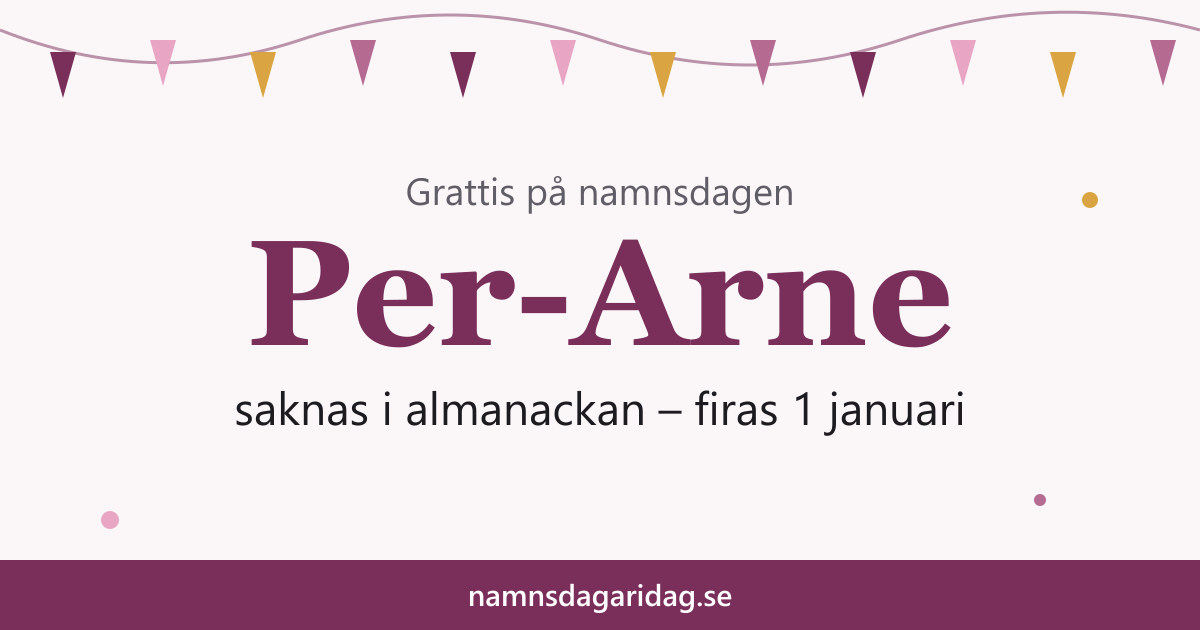 Grattis på namnsdagen
Per-Arne
saknas i almanackan – firas 1 januari
namnsdagaridag.se